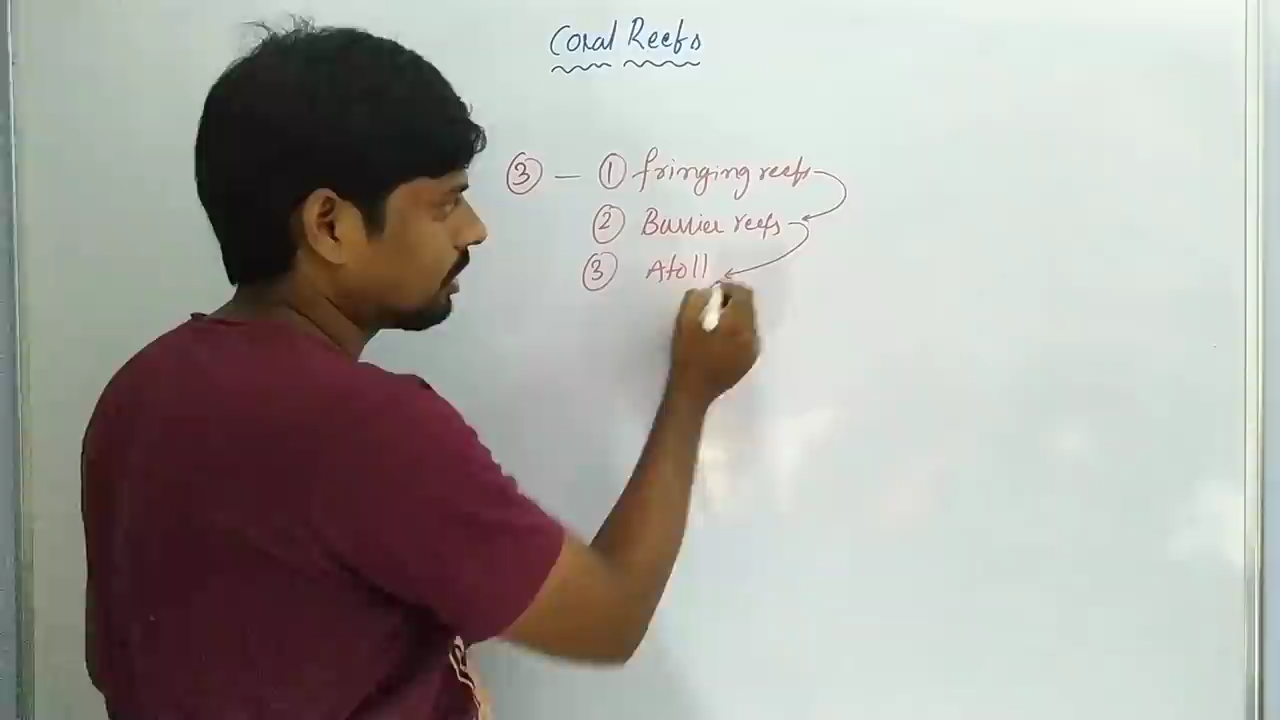 Coral Reefs
③ – ① fringing reefs
② Barrier reefs
③ Atoll